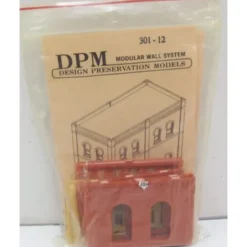 301 - 12
DPM MODULAR WALL SYSTEM
DESIGN PRESERVATION MODELS